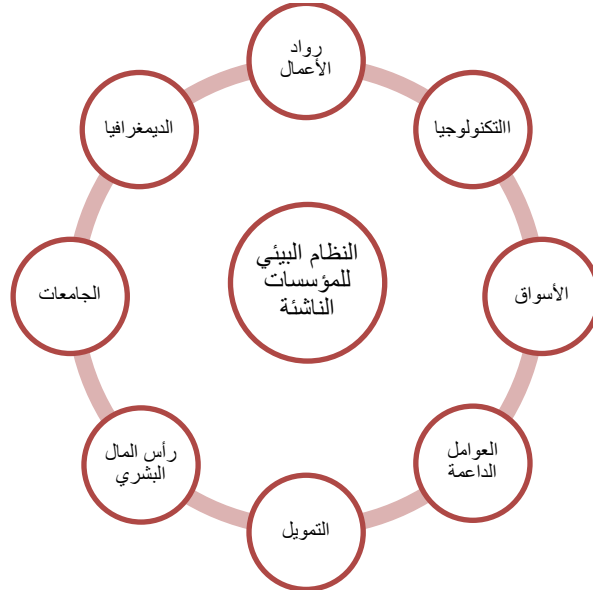 رواد
الأعمال
االتكنولوجيا
الأسواق
العوامل
الداعمة
التمويل
رأس المال
البشري
الجامعات
الديمغرافيا
النظام البيئي
للمؤسسات
الناشئة